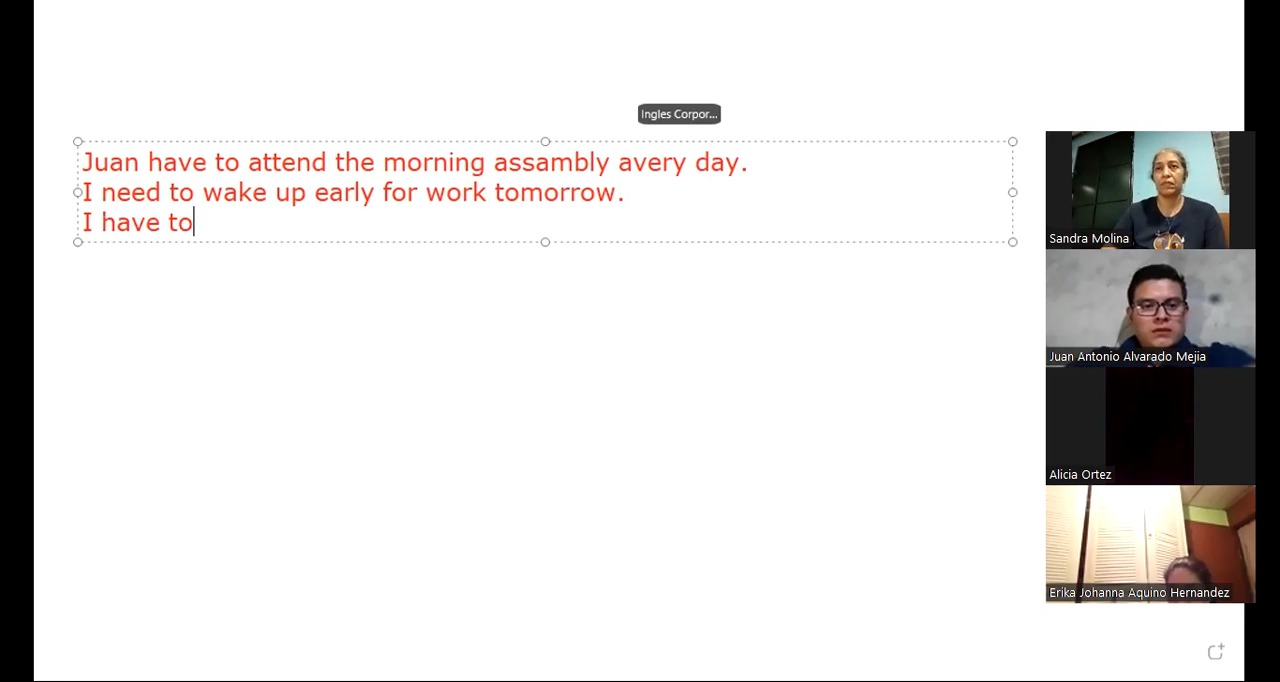 Ingles Corpor...
Juan have to attend the morning assambly avery day.
I need to wake up early for work tomorrow.
I have to
Sandra Molina
Juan Antonio Alvarado Mejia
Alicia Ortez
Erika Johanna Aquino Hernandez